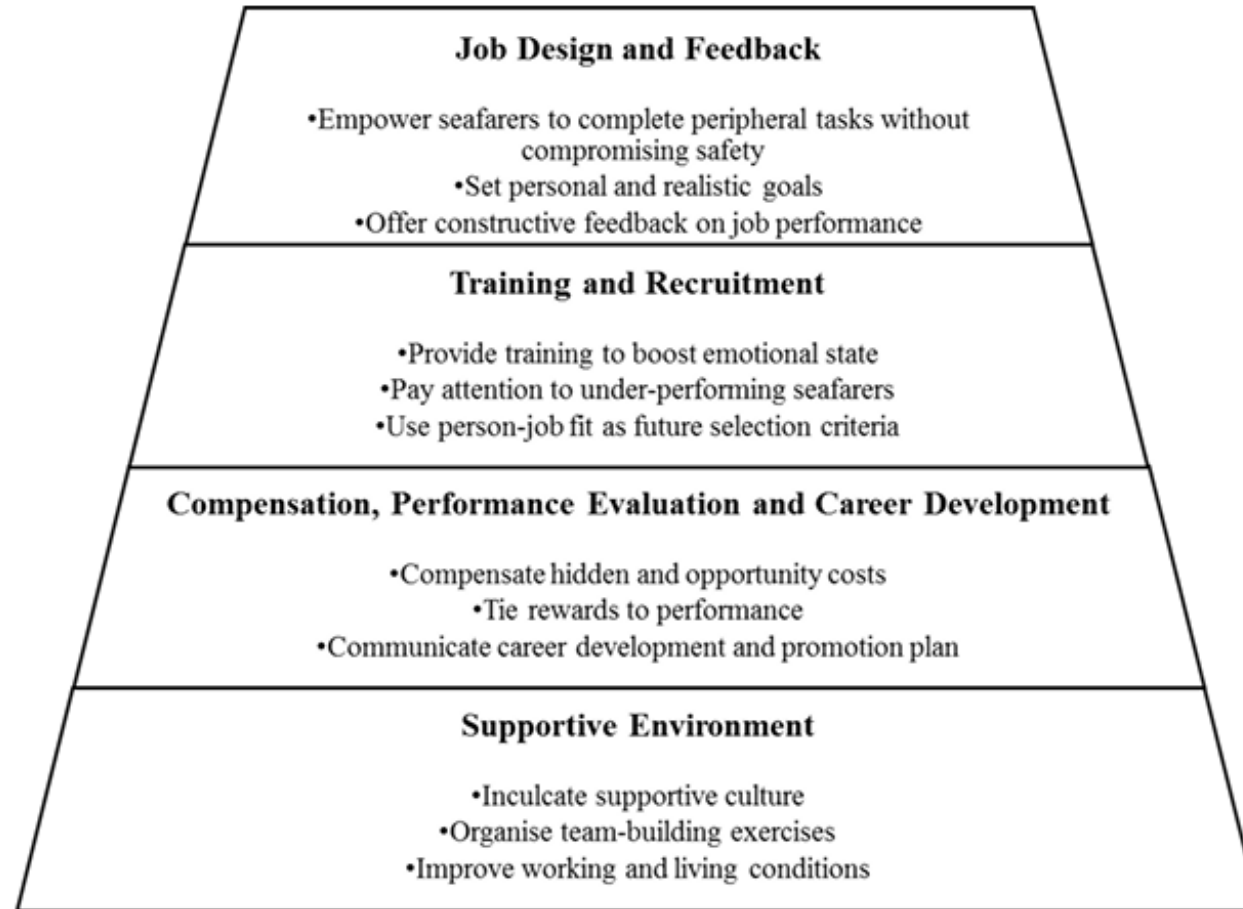 Job Design and Feedback
•Empower seafarers to complete peripheral tasks without
compromising safety
•Set personal and realistic goals
•Offer constructive feedback on job performance
Training and Recruitment
•Provide training to boost emotional state
•Pay attention to under-performing seafarers
•Use person-job fit as future selection criteria
Compensation, Performance Evaluation and Career Development
•Compensate hidden and opportunity costs
•Tie rewards to performance
•Communicate career development and promotion plan
Supportive Environment
•Inculcate supportive culture
•Organise team-building exercises
•Improve working and living conditions